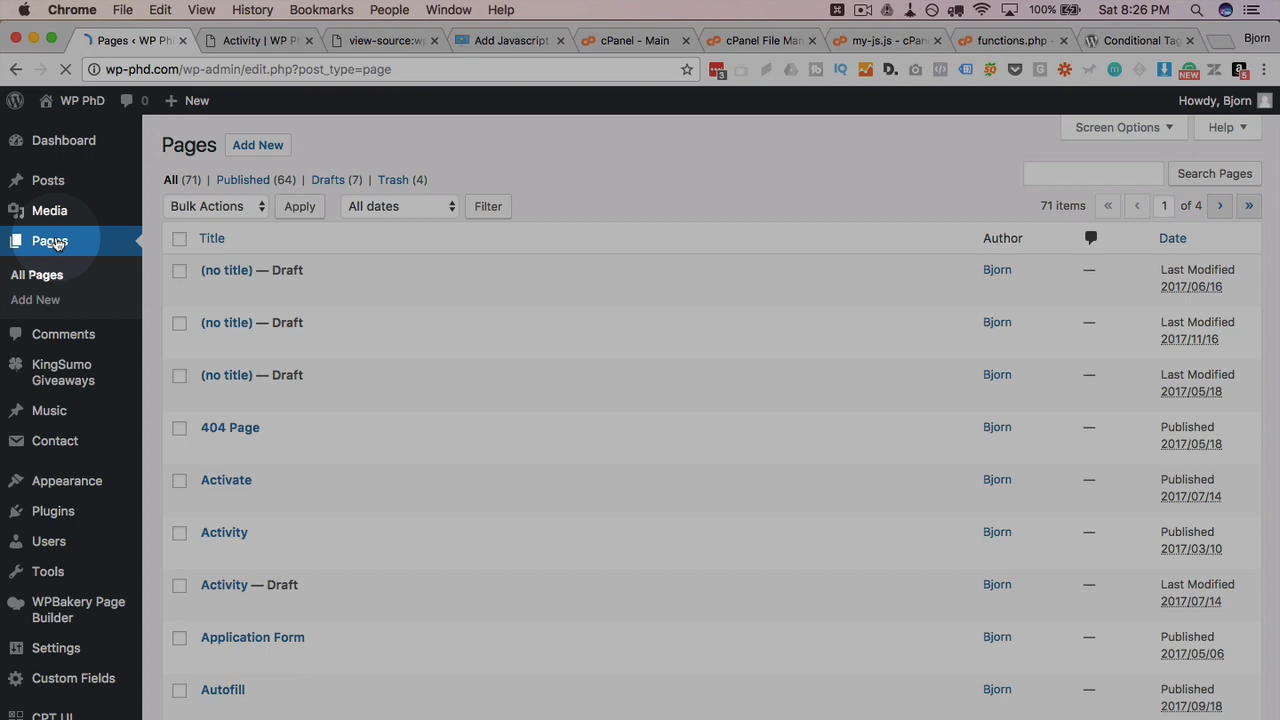 Chrome File Edit View History Bookmarks People Window Help 100% Sat 8:26 PM
Pages ‹ WP Ph Activity | WP P view-source:wp Add Javascript cPanel - Main cPanel File Man my-js.js - cPan functions.php - Conditional Tag Bjorn
wp-phd.com/wp-admin/edit.php?post_type=page 3 NEW 5
WP PhD 0 New Howdy, Bjorn
Screen Options Help
Dashboard
Posts
Media
Pages
All Pages
Add New
Comments
KingSumo
Giveaways
Music
Contact
Appearance
Plugins
Users
Tools
WPBakery Page
Builder
Settings
Custom Fields
CPT UI
Pages Add New
All (71) | Published (64) | Drafts (7) | Trash (4) Search Pages
Bulk Actions Apply All dates Filter 71 items « ‹ 1 of 4 › »
Title Author Date
(no title) — Draft Bjorn — Last Modified
2017/06/16
(no title) — Draft Bjorn — Last Modified
2017/11/16
(no title) — Draft Bjorn — Last Modified
2017/05/18
404 Page Bjorn — Published
2017/05/18
Activate Bjorn — Published
2017/07/14
Activity Bjorn — Published
2017/03/10
Activity — Draft Bjorn — Last Modified
2017/07/14
Application Form Bjorn — Published
2017/05/06
Autofill Bjorn — Published
2017/09/18